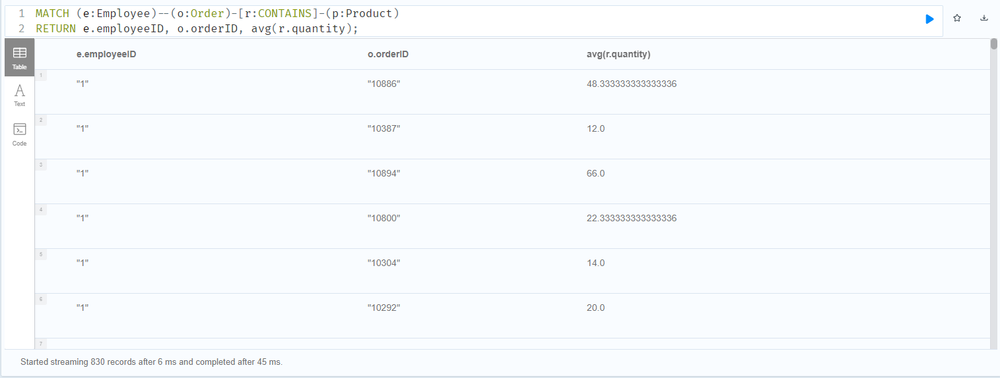 1 MATCH (e:Employee)--(o:Order)-[r:CONTAINS]-(p:Product)
2 RETURN e.employeeID, o.orderID, avg(r.quantity);
e.employeeID o.orderID avg(r.quantity)
Table
1 "1" "10886" 48.333333333333336
Text
2 "1" "10387" 12.0
Code
3 "1" "10894" 66.0
4 "1" "10800" 22.333333333333336
5 "1" "10304" 14.0
6 "1" "10292" 20.0
7
Started streaming 830 records after 6 ms and completed after 45 ms.